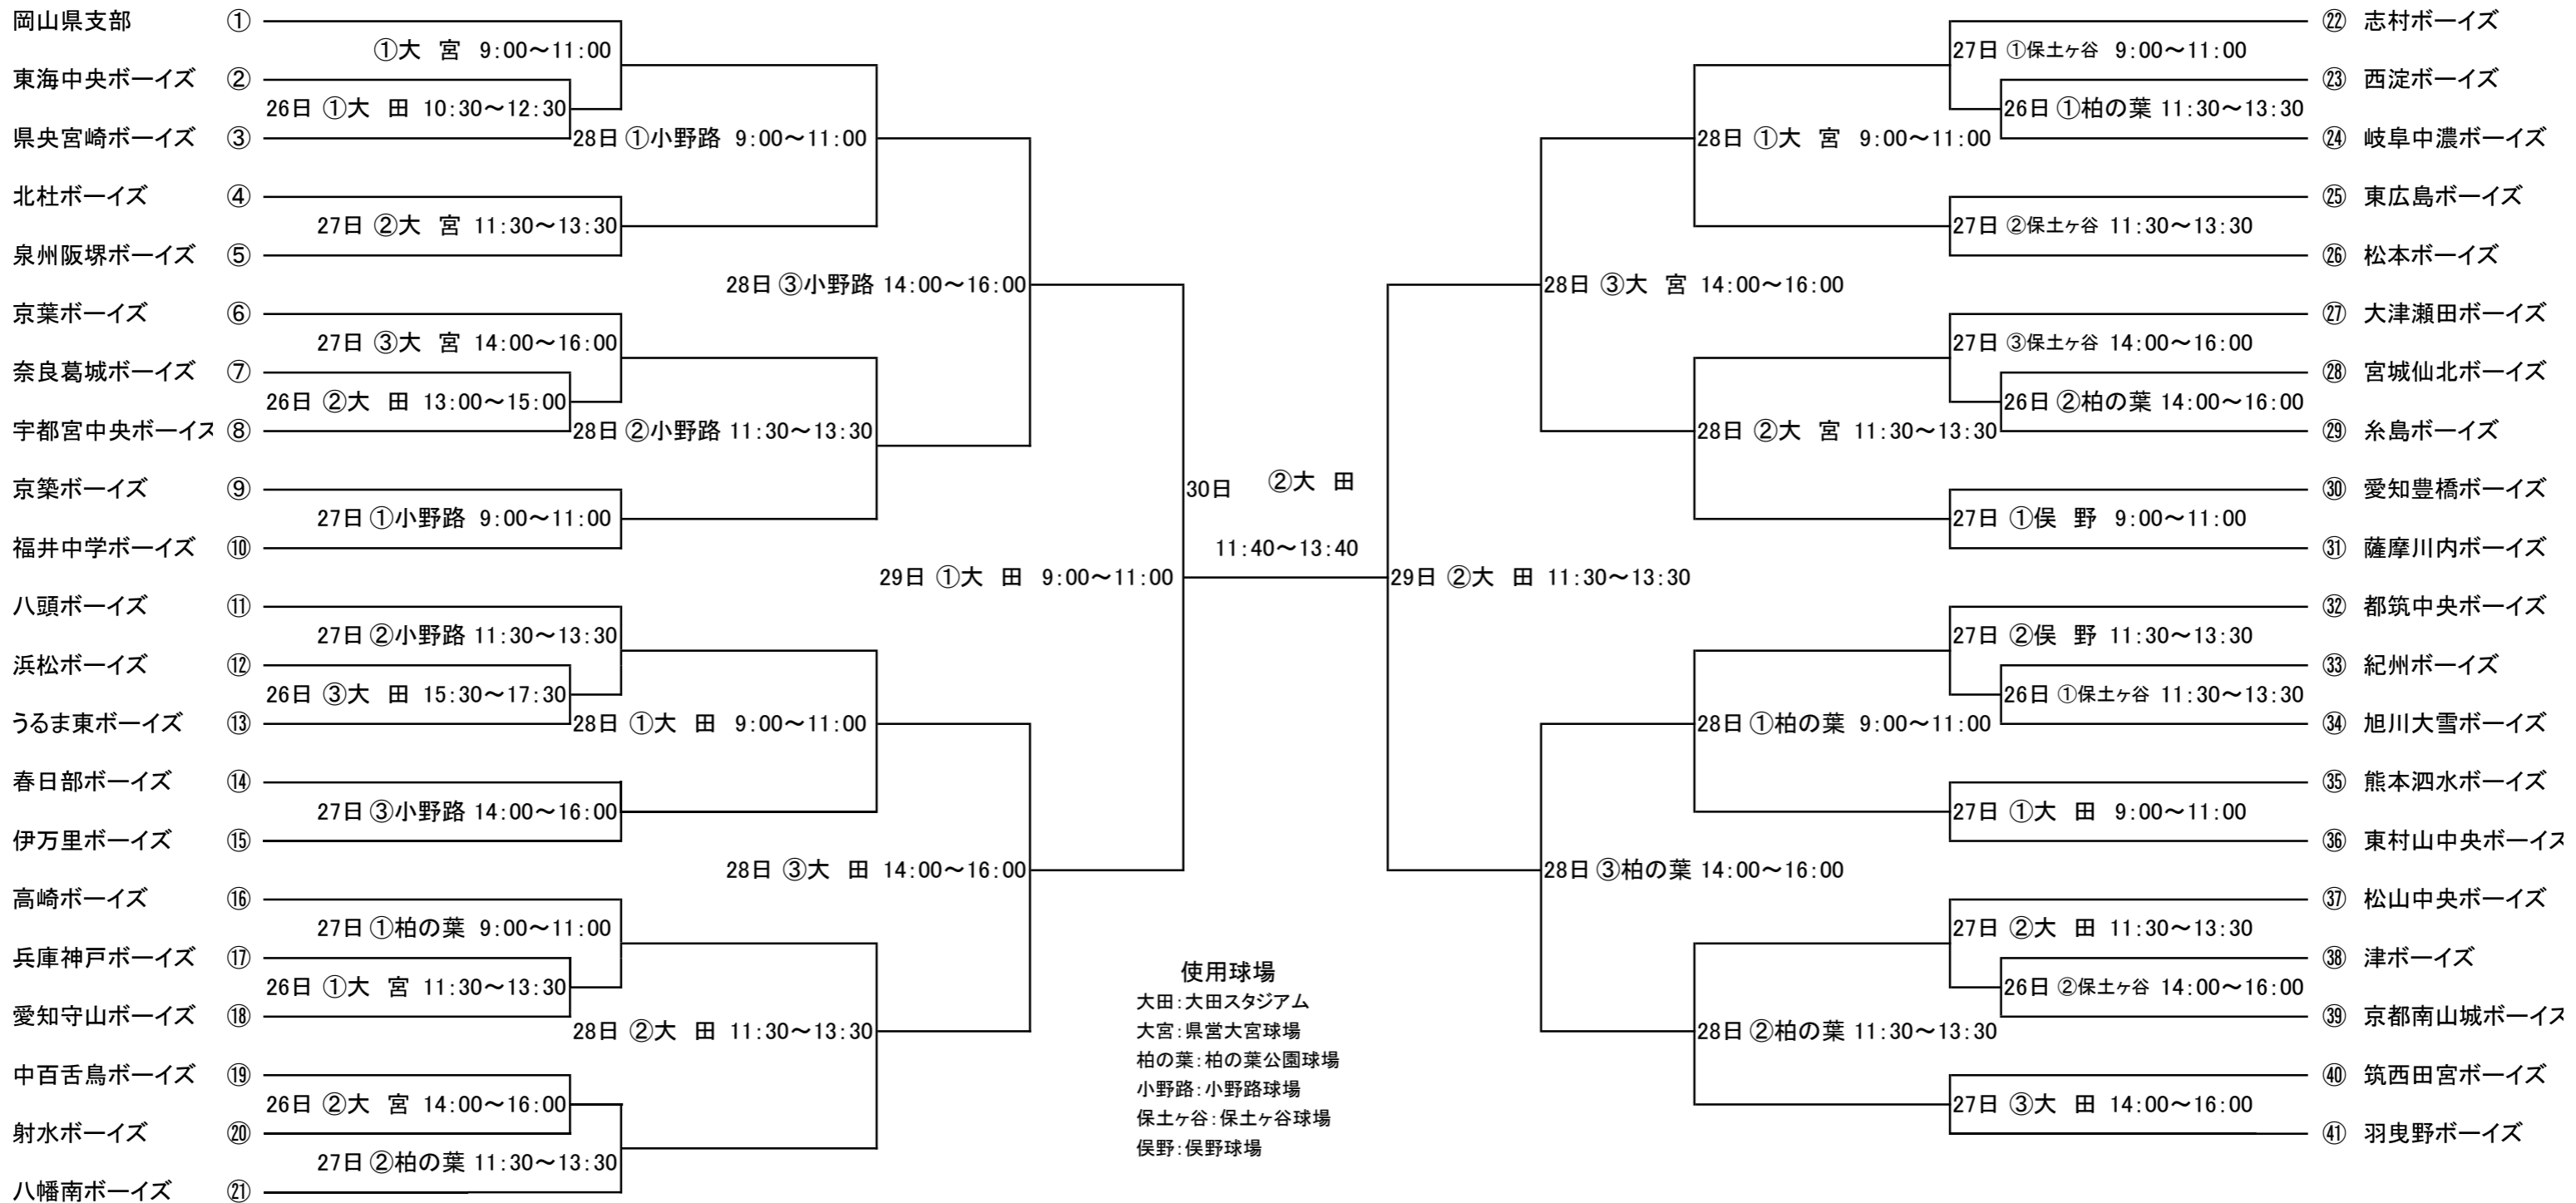 岡山県支部 ①
①大 宮 9:00～11:00
東海中央ボーイズ ②
26日 ①大 田 10:30～12:30
県央宮崎ボーイズ ③
28日 ①小野路 9:00～11:00
北杜ボーイズ ④
27日 ②大 宮 11:30～13:30
泉州阪堺ボーイズ ⑤
28日 ③小野路 14:00～16:00
京葉ボーイズ ⑥
27日 ③大 宮 14:00～16:00
奈良葛城ボーイズ ⑦
26日 ②大 田 13:00～15:00
宇都宮中央ボーイズ ⑧
28日 ②小野路 11:30～13:30
京築ボーイズ ⑨
27日 ①小野路 9:00～11:00
福井中学ボーイズ ⑩
29日 ①大 田 9:00～11:00
八頭ボーイズ ⑪
27日 ②小野路 11:30～13:30
浜松ボーイズ ⑫
26日 ③大 田 15:30～17:30
うるま東ボーイズ ⑬
28日 ①大 田 9:00～11:00
春日部ボーイズ ⑭
27日 ③小野路 14:00～16:00
伊万里ボーイズ ⑮
28日 ③大 田 14:00～16:00
高崎ボーイズ ⑯
27日 ①柏の葉 9:00～11:00
兵庫神戸ボーイズ ⑰
26日 ①大 宮 11:30～13:30
愛知守山ボーイズ ⑱
28日 ②大 田 11:30～13:30
中百舌鳥ボーイズ ⑲
26日 ②大 宮 14:00～16:00
射水ボーイズ ⑳
27日 ②柏の葉 11:30～13:30
八幡南ボーイズ ㉑
30日 ②大 田
11:40～13:40
使用球場
大田：大田スタジアム
大宮：県営大宮球場
柏の葉：柏の葉公園球場
小野路：小野路球場
保土ヶ谷：保土ヶ谷球場
俣野：俣野球場
㉒ 志村ボーイズ
27日 ①保土ヶ谷 9:00～11:00
㉓ 西淀ボーイズ
26日 ①柏の葉 11:30～13:30
㉔ 岐阜中濃ボーイズ
28日 ①大 宮 9:00～11:00
㉕ 東広島ボーイズ
27日 ②保土ヶ谷 11:30～13:30
㉖ 松本ボーイズ
28日 ③大 宮 14:00～16:00
㉗ 大津瀬田ボーイズ
27日 ③保土ヶ谷 14:00～16:00
㉘ 宮城仙北ボーイズ
26日 ②柏の葉 14:00～16:00
㉙ 糸島ボーイズ
28日 ②大 宮 11:30～13:30
㉚ 愛知豊橋ボーイズ
27日 ①俣 野 9:00～11:00
㉛ 薩摩川内ボーイズ
29日 ②大 田 11:30～13:30
㉜ 都筑中央ボーイズ
27日 ②俣 野 11:30～13:30
㉝ 紀州ボーイズ
26日 ①保土ヶ谷 11:30～13:30
㉞ 旭川大雪ボーイズ
28日 ①柏の葉 9:00～11:00
㉟ 熊本泗水ボーイズ
27日 ①大 田 9:00～11:00
㊱ 東村山中央ボーイズ
28日 ③柏の葉 14:00～16:00
㊲ 松山中央ボーイズ
27日 ②大 田 11:30～13:30
㊳ 津ボーイズ
26日 ②保土ヶ谷 14:00～16:00
㊴ 京都南山城ボーイズ
28日 ②柏の葉 11:30～13:30
㊵ 筑西田宮ボーイズ
27日 ③大 田 14:00～16:00
㊶ 羽曳野ボーイズ